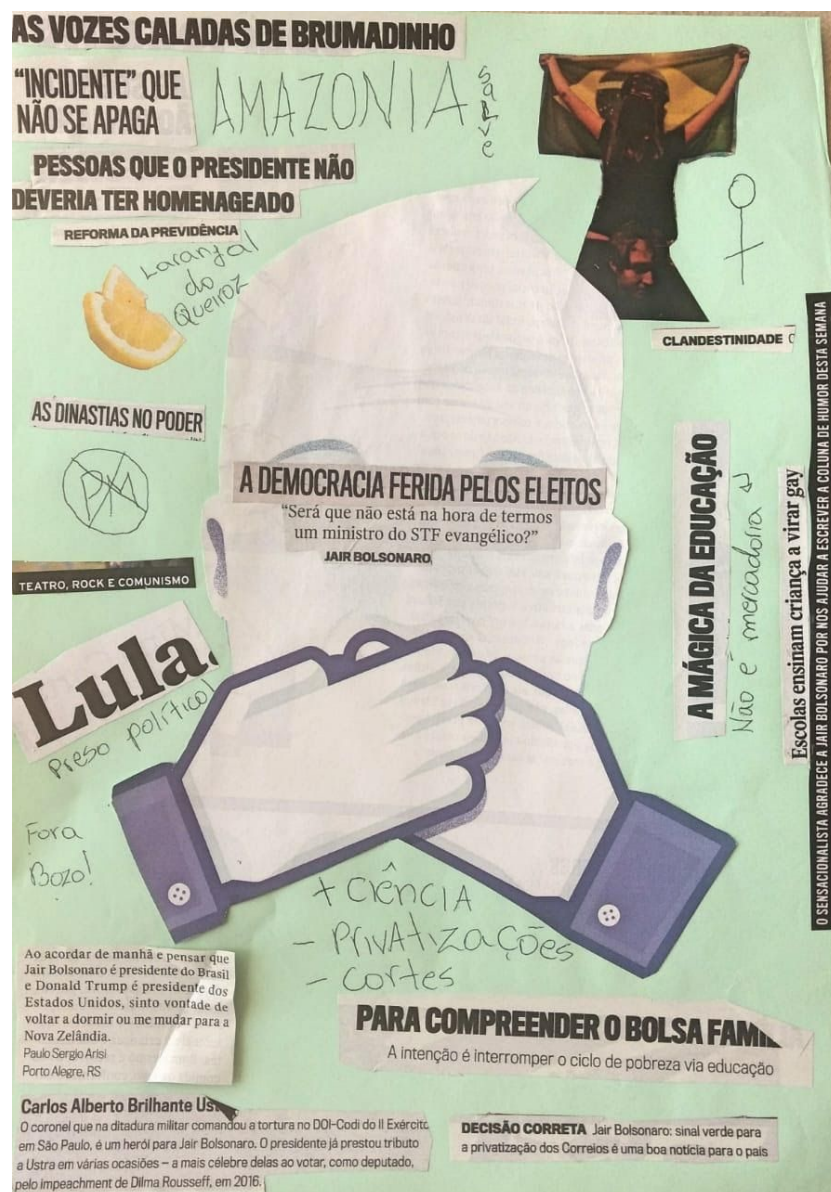 AS VOZES CALADAS DE BRUMADINHO
"INCIDENTE" QUE
NÃO SE APAGA
AMAZONIA
salve
PESSOAS QUE O PRESIDENTE NÃO
DEVERIA TER HOMENAGEADO
REFORMA DA PREVIDÊNCIA
Laranjal
do
Queiroz
CLANDESTINIDADE
AS DINASTIAS NO PODER
PM
A DEMOCRACIA FERIDA PELOS ELEITOS
"Será que não está na hora de termos
um ministro do STF evangélico?"
JAIR BOLSONARO
A MÁGICA DA EDUCAÇÃO
Não é mercadoria
Escolas ensinam criança a virar gay
O SENSACIONALISTA AGRADECE A JAIR BOLSONARO POR NOS AJUDAR A ESCREVER A COLUNA DE HUMOR DESTA SEMANA
TEATRO, ROCK E COMUNISMO
Lula.
Preso político!
Fora
Bozo!
+ CIÊNCIA
- PRIVAtIZAÇÕES
- cortes
Ao acordar de manhã e pensar que
Jair Bolsonaro é presidente do Brasil
e Donald Trump é presidente dos
Estados Unidos, sinto vontade de
voltar a dormir ou me mudar para a
Nova Zelândia.
Paulo Sergio Arisi
Porto Alegre, RS
PARA COMPREENDER O BOLSA
A intenção é interromper o ciclo de pobreza via educação
Carlos Alberto Brilhante
O coronel que na ditadura militar comandou a tortura no DOI-Codi do II Exército,
em São Paulo, é um herói para Jair Bolsonaro. O presidente já prestou tributo
a Ustra em várias ocasiões – a mais célebre delas ao votar, como deputado,
pelo impeachment de Dilma Rousseff, em 2016.
DECISÃO CORRETA Jair Bolsonaro: sinal verde para
a privatização dos Correios é uma boa notícia para o país